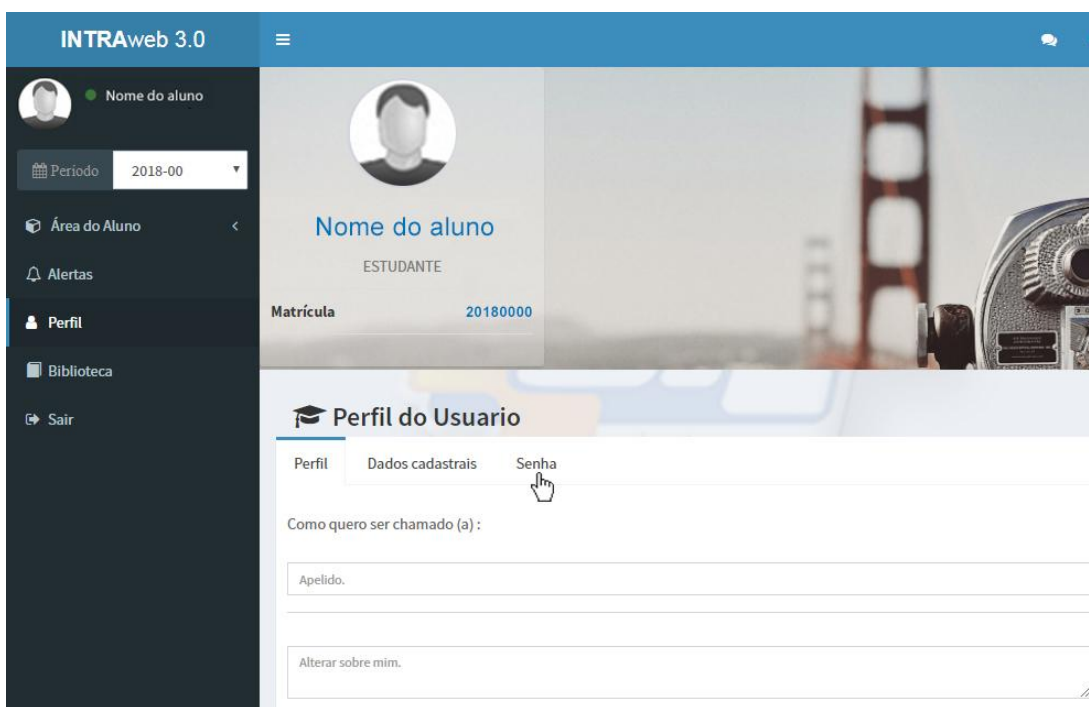 INTRAweb 3.0
Nome do aluno
Período 2018-00
Área do Aluno
Alertas
Perfil
Biblioteca
Sair
Nome do aluno
ESTUDANTE
Matrícula 20180000
Perfil do Usuario
Perfil Dados cadastrais Senha
Como quero ser chamado (a) :
Apelido.
Alterar sobre mim.